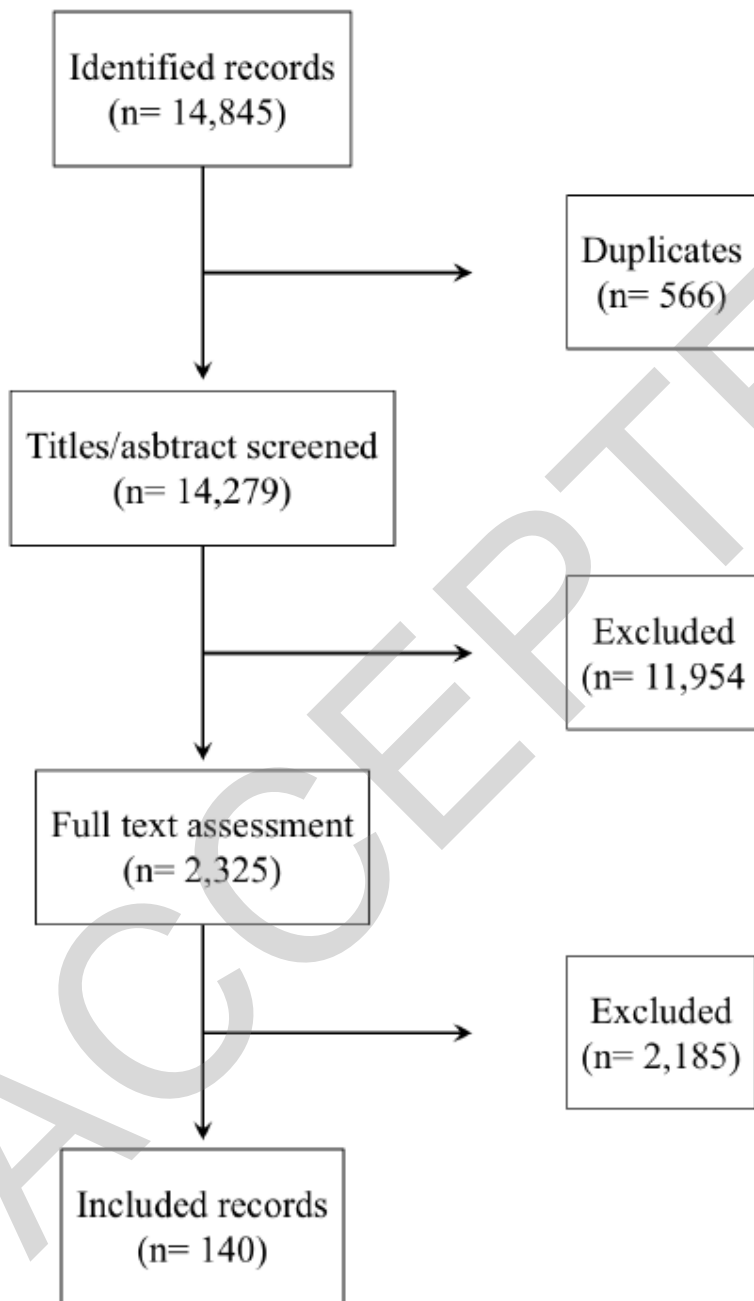 Identified records
(n= 14,845)
Duplicates
(n= 566)
Titles/asbtract screened
(n= 14,279)
Excluded
(n= 11,954
Full text assessment
(n= 2,325)
Excluded
(n= 2,185)
Included records
(n= 140)
ACCEPTE